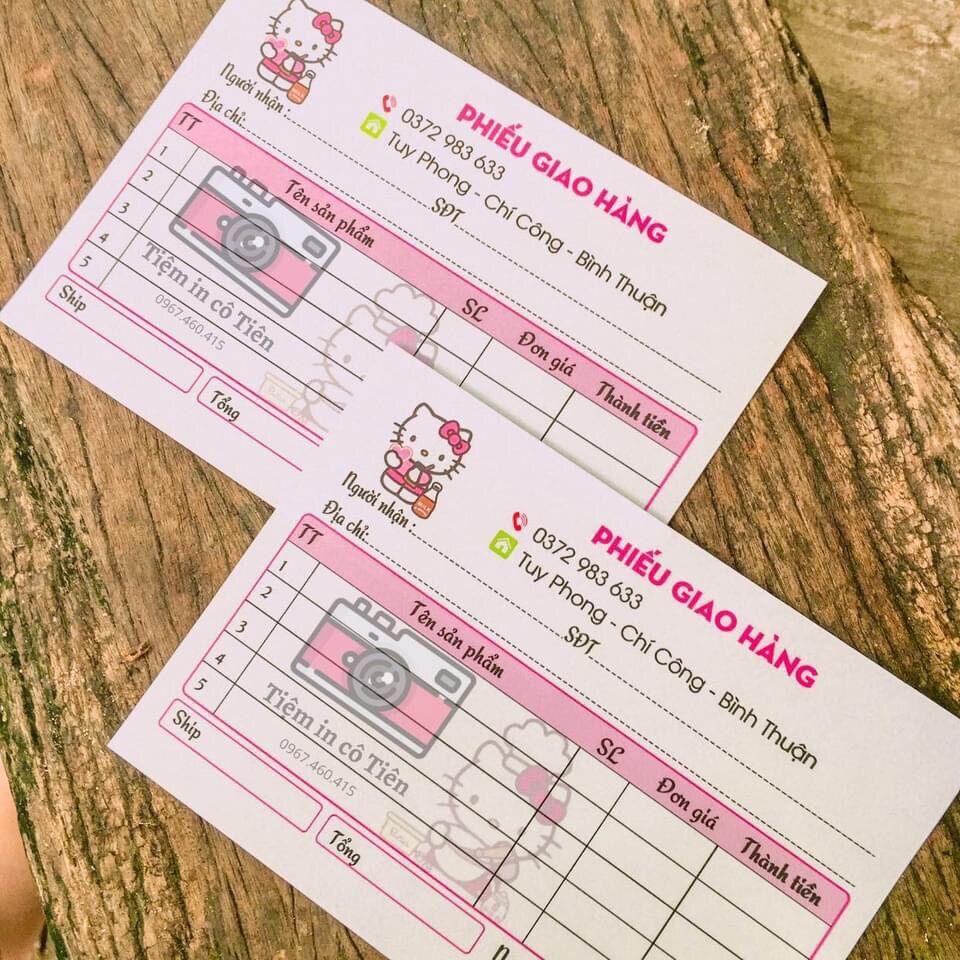 PHIẾU GIAO HÀNG
0372 983 633
Tuy Phong - Chí Công - Bình Thuận
Người nhận :
SĐT
Địa chỉ:
TT Tên sản phẩm SL Đơn giá Thành tiền
1
2
3
4
5
Ship
Tổng
Tiệm in cô Tiên
0967.460.415
PHIẾU GIAO HÀNG
0372 983 633
Tuy Phong - Chí Công - Bình Thuận
Người nhận :
SĐT
Địa chỉ:
TT Tên sản phẩm SL Đơn giá Thành tiền
1
2
3
4
5
Ship
Tổng
Tiệm in cô Tiên
0967.460.415